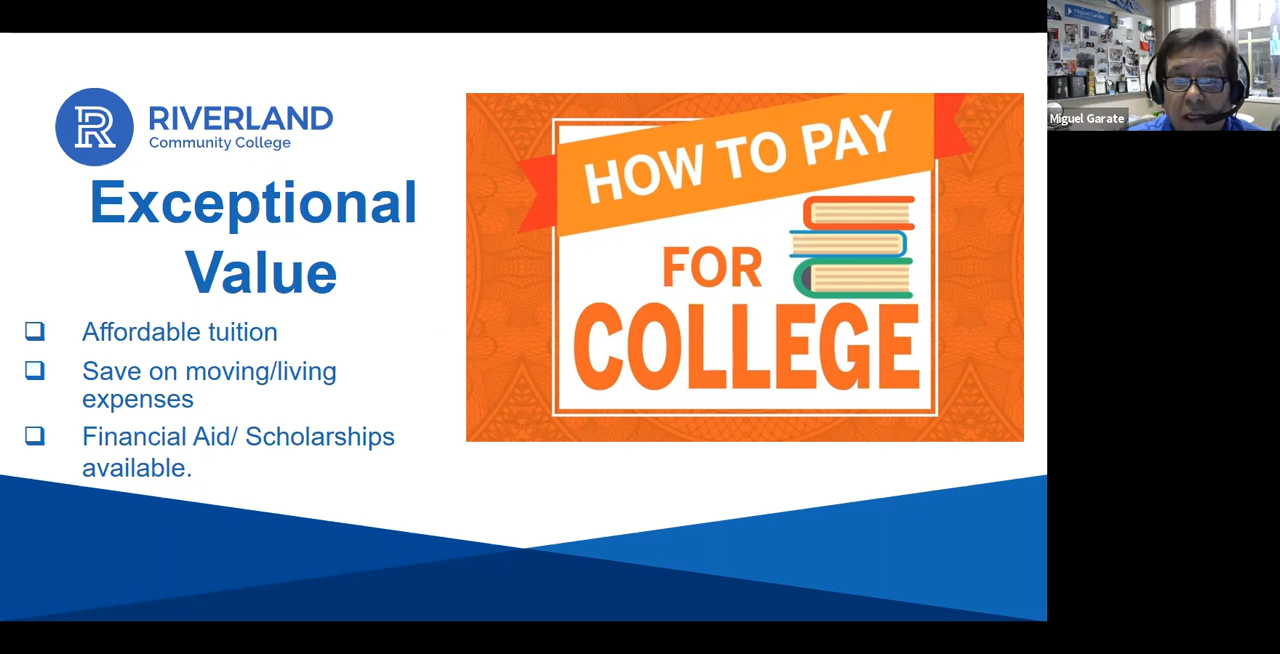 RIVERLAND
Community College
Exceptional
Value
❑ Affordable tuition
❑ Save on moving/living
expenses
❑ Financial Aid/ Scholarships
available.
HOW TO PAY
FOR
COLLEGE
Miguel Garate